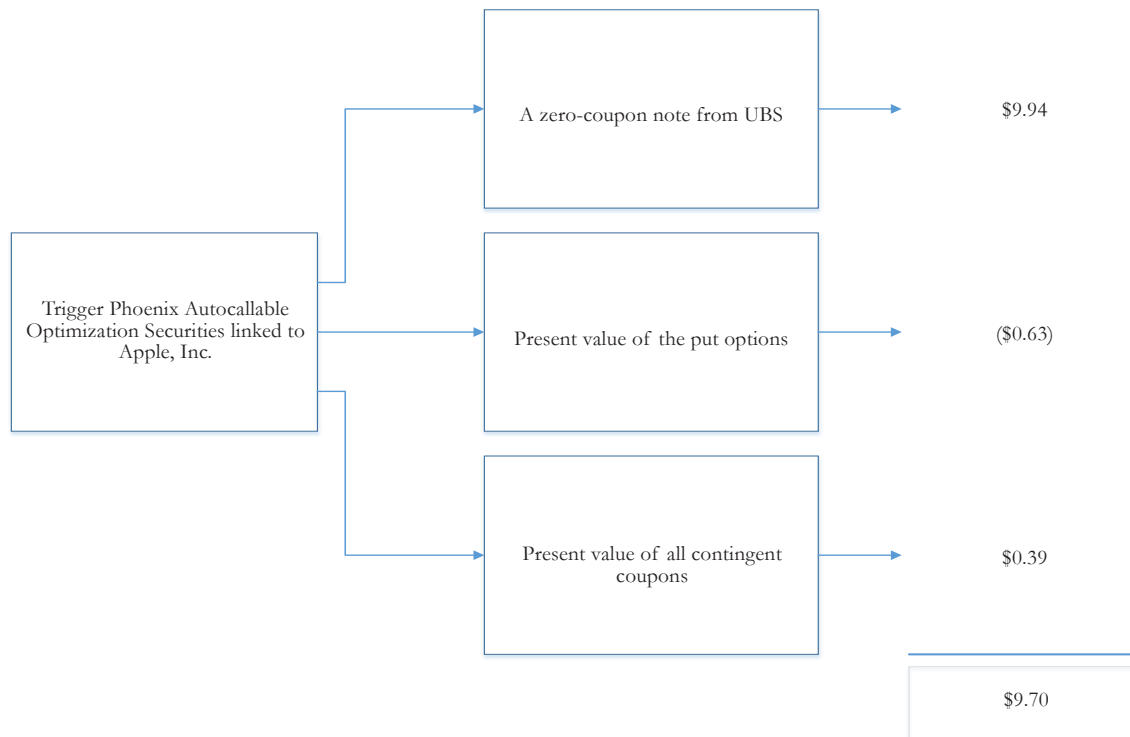 A zero-coupon note from UBS
$9.94
Trigger Phoenix Autocallable
Optimization Securities linked to
Apple, Inc.
Present value of the put options
($0.63)
Present value of all contingent
coupons
$0.39
$9.70